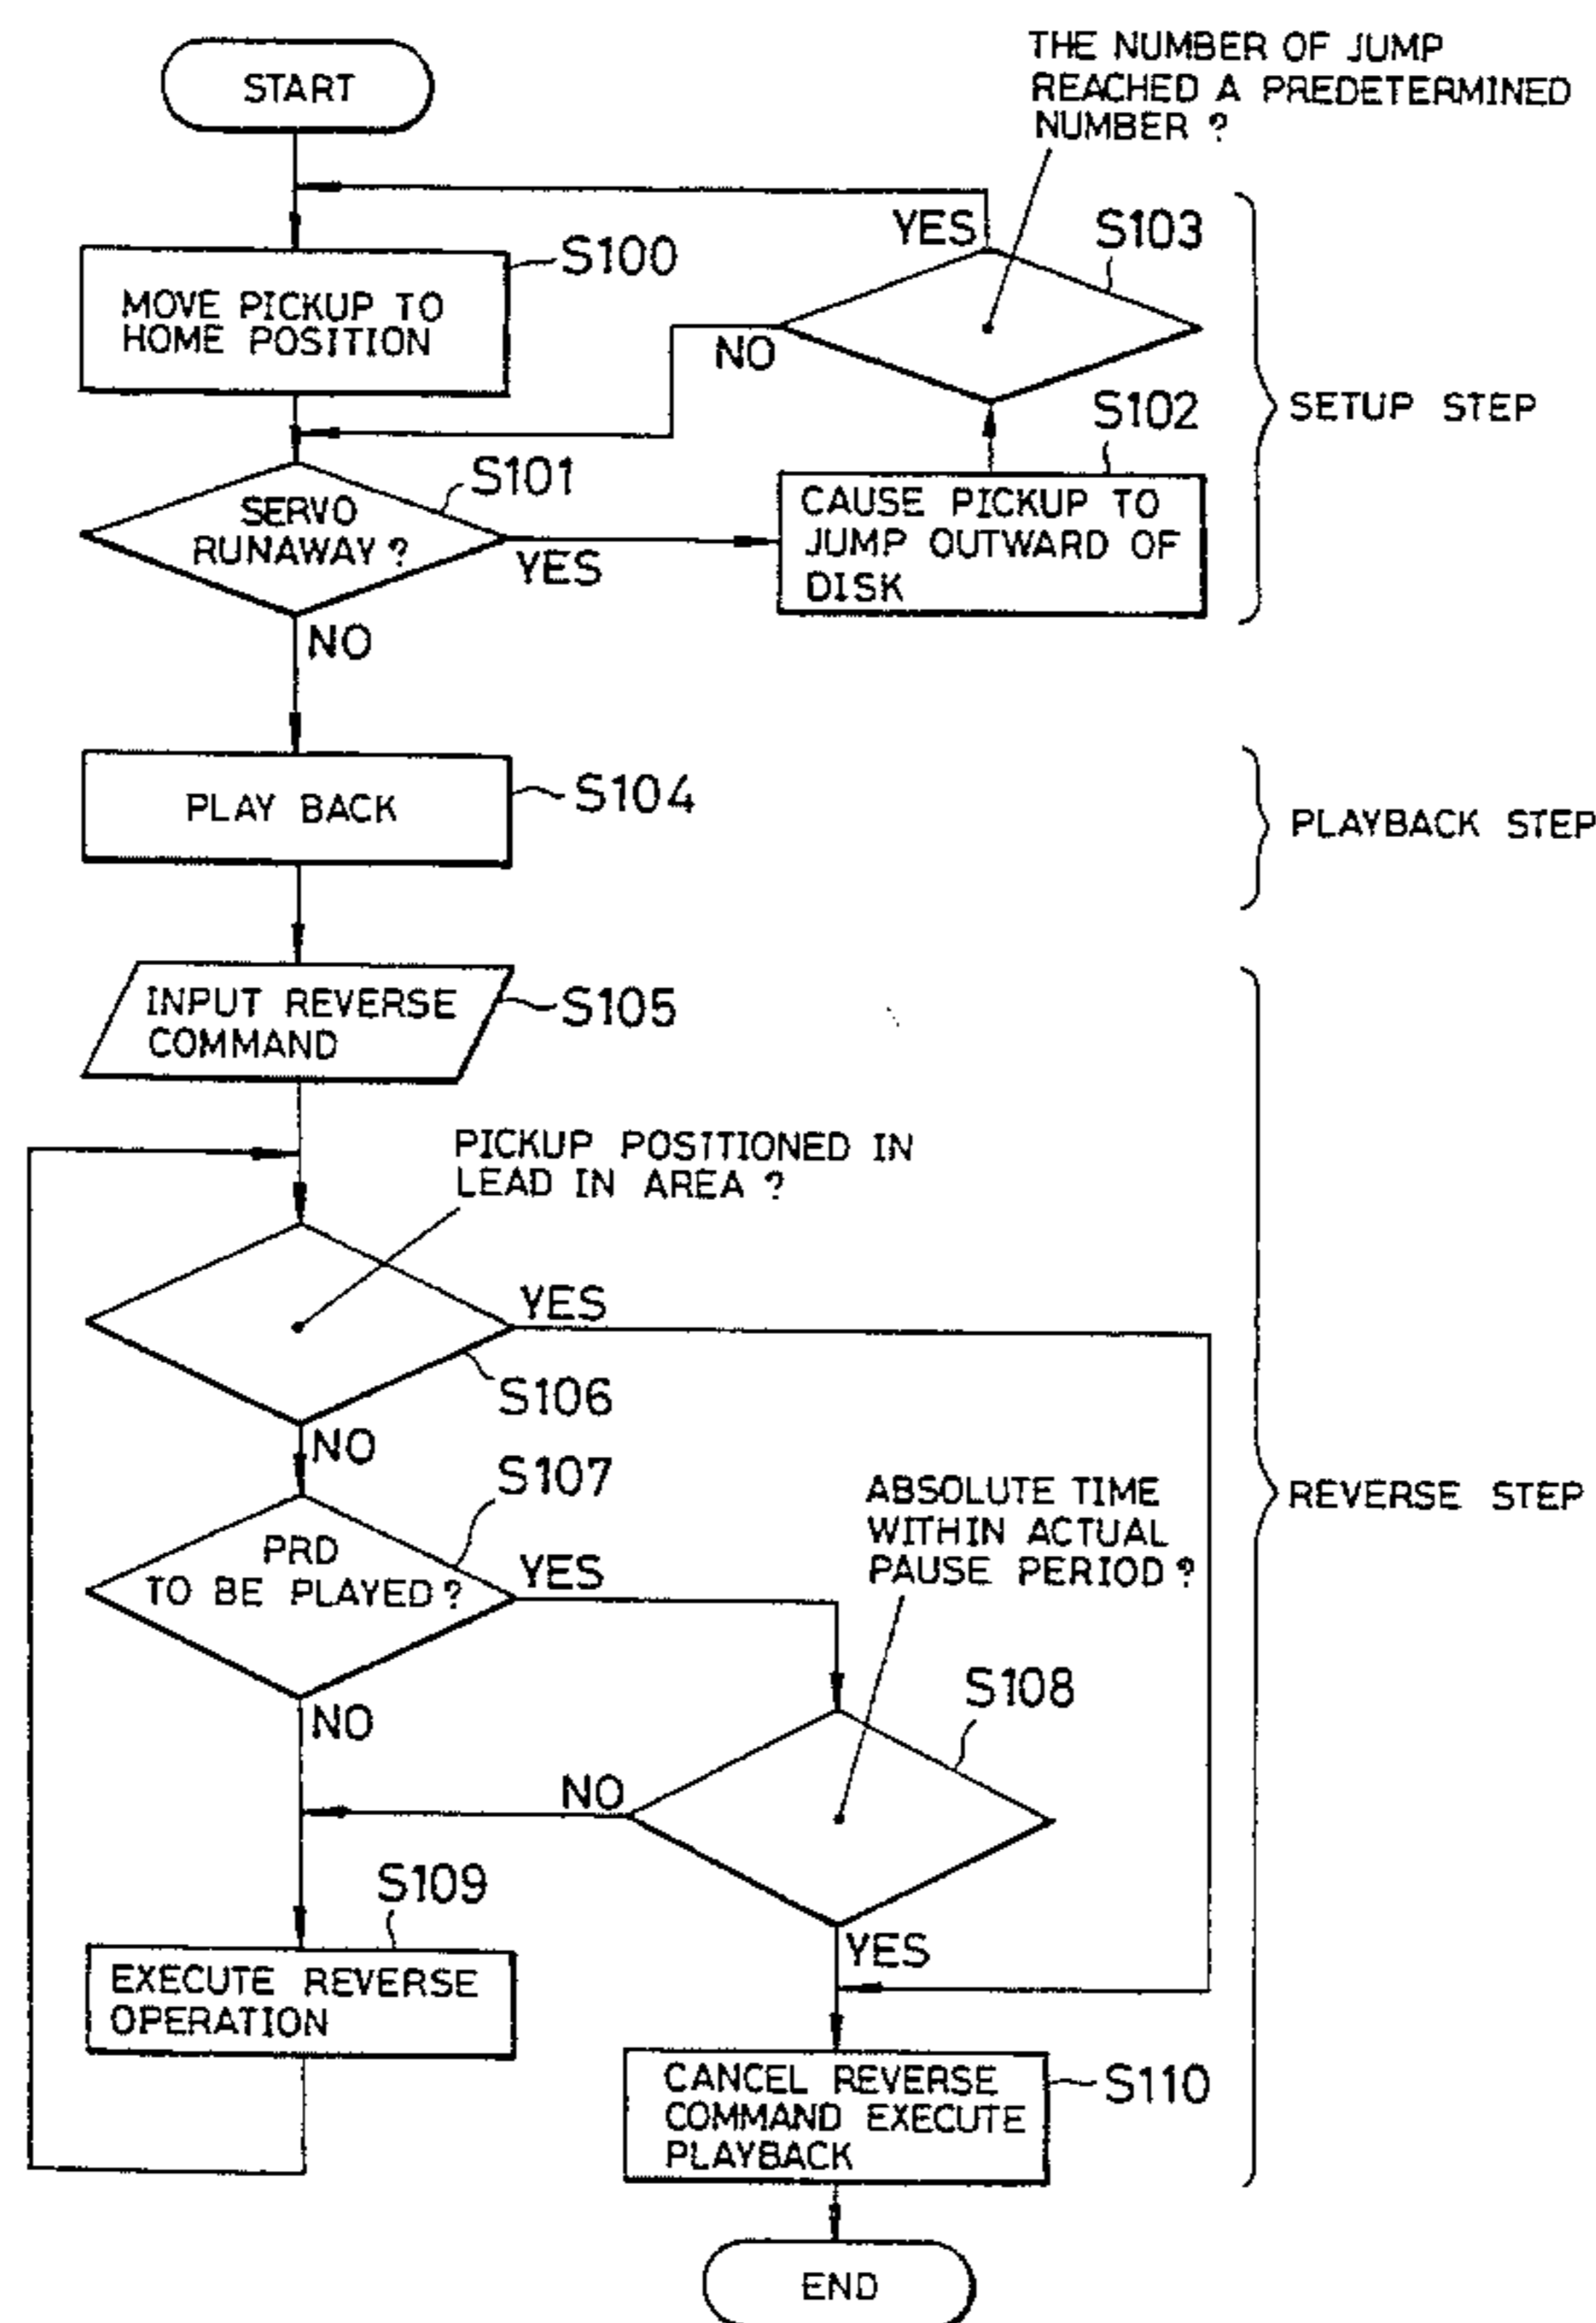 START
THE NUMBER OF JUMP
REACHED A PREDETERMINED
NUMBER ?
YES
S103
S100
MOVE PICKUP TO
HOME POSITION
NO
SETUP STEP
S102
S101
SERVO
RUNAWAY ?
YES
CAUSE PICKUP TO
JUMP OUTWARD OF
DISK
NO
PLAY BACK
S104
PLAYBACK STEP
INPUT REVERSE
COMMAND
S105
PICKUP POSITIONED IN
LEAD IN AREA ?
YES
S106
NO
S107
ABSOLUTE TIME
WITHIN ACTUAL
PAUSE PERIOD ?
REVERSE STEP
PRD
TO BE PLAYED ?
YES
S108
NO
NO
S109
YES
EXECUTE REVERSE
OPERATION
CANCEL REVERSE
COMMAND EXECUTE
PLAYBACK
S110
END